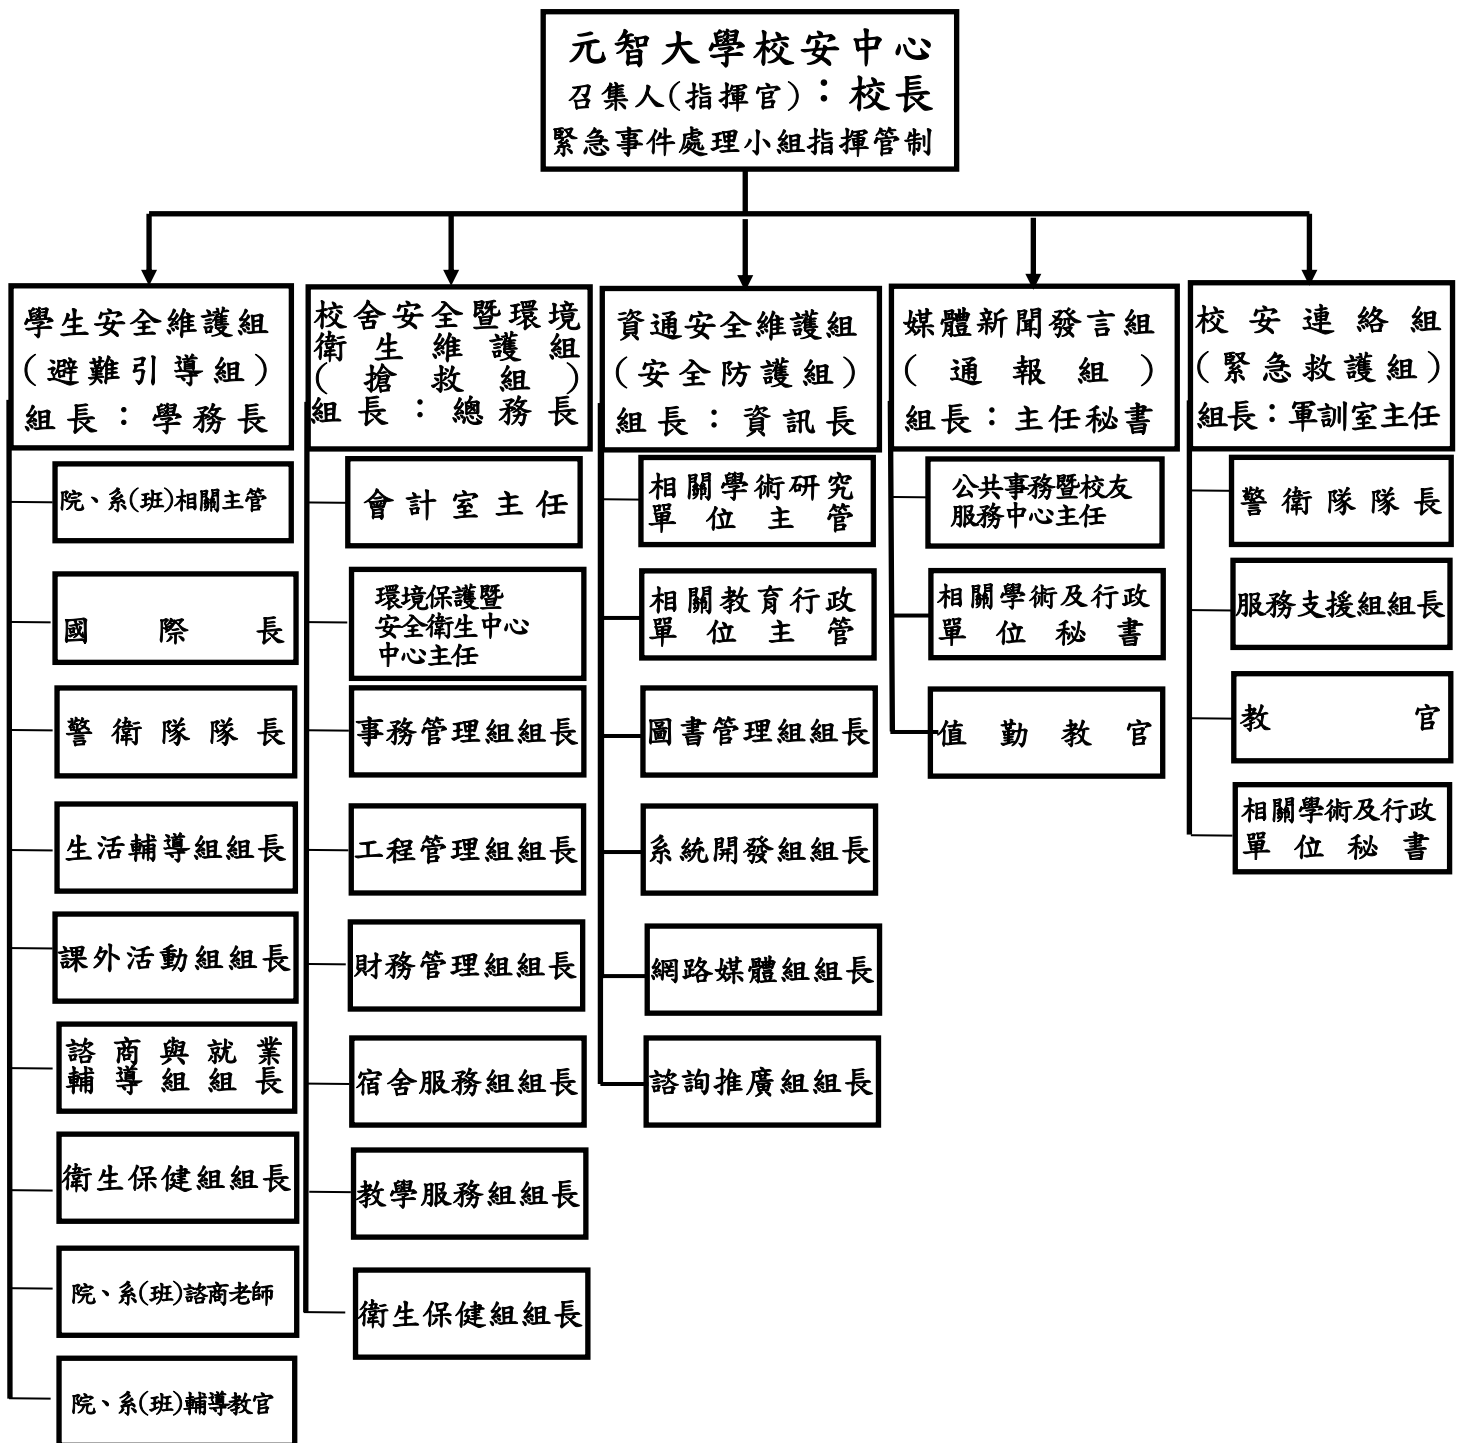 元智大學校安中心
召集人(指揮官)：校長
緊急事件處理小組指揮管制
學生安全維護組
(避難引導組)
組長：學務長
院、系(班)相關主管
國際長
警衛隊隊長
生活輔導組組長
課外活動組組長
諮商與就業
輔導組組長
衛生保健組組長
院、系(班)諮商老師
院、系(班)輔導教官
校舍安全暨環境
衛生維護組
(搶救組)
組長：總務長
會計室主任
環境保護暨
安全衛生中心
中心主任
事務管理組組長
工程管理組組長
財務管理組組長
宿舍服務組組長
教學服務組組長
衛生保健組組長
資通安全維護組
(安全防護組)
組長：資訊長
相關學術研究
單位主管
相關教育行政
單位主管
圖書管理組組長
系統開發組組長
網路媒體組組長
諮詢推廣組組長
媒體新聞發言組
(通報組)
組長：主任秘書
公共事務暨校友
服務中心主任
相關學術及行政
單位秘書
值勤教官
校安連絡組
(緊急救護組)
組長：軍訓室主任
警衛隊隊長
服務支援組組長
教官
相關學術及行政
單位秘書